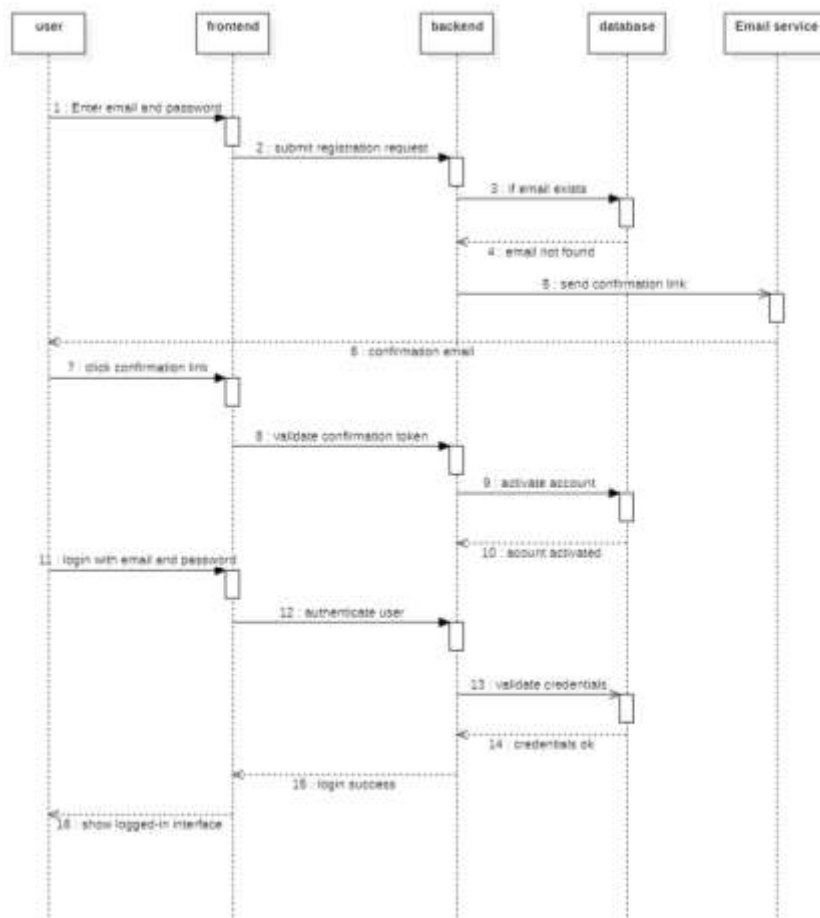 user
frontend
backend
database
Email service
1 : Enter email and password
2 : submit registration request
3 : if email exists
4 : email not found
5 : send confirmation link
6 : confirmation email
7 : click confirmation link
8 : validate confirmation token
9 : activate account
10 : acount activated
11 : login with email and password
12 : authenticate user
13 : validate credentials
14 : credentials ok
15 : login success
16 : show logged-in interface